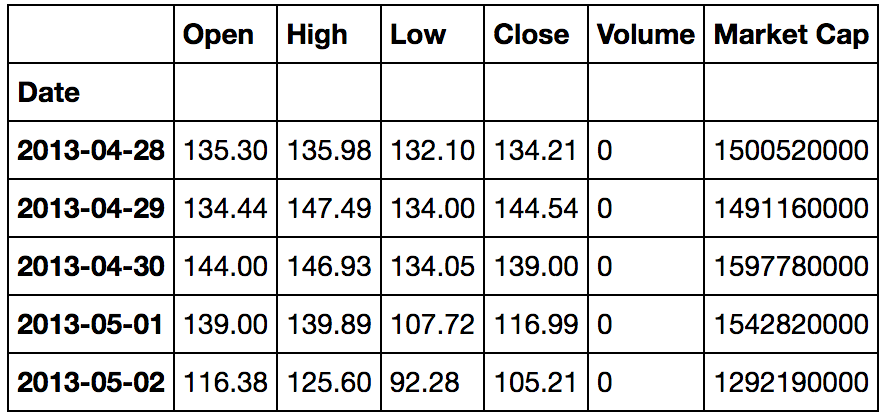 Open High Low Close Volume Market Cap
Date
2013-04-28 135.30 135.98 132.10 134.21 0 1500520000
2013-04-29 134.44 147.49 134.00 144.54 0 1491160000
2013-04-30 144.00 146.93 134.05 139.00 0 1597780000
2013-05-01 139.00 139.89 107.72 116.99 0 1542820000
2013-05-02 116.38 125.60 92.28 105.21 0 1292190000